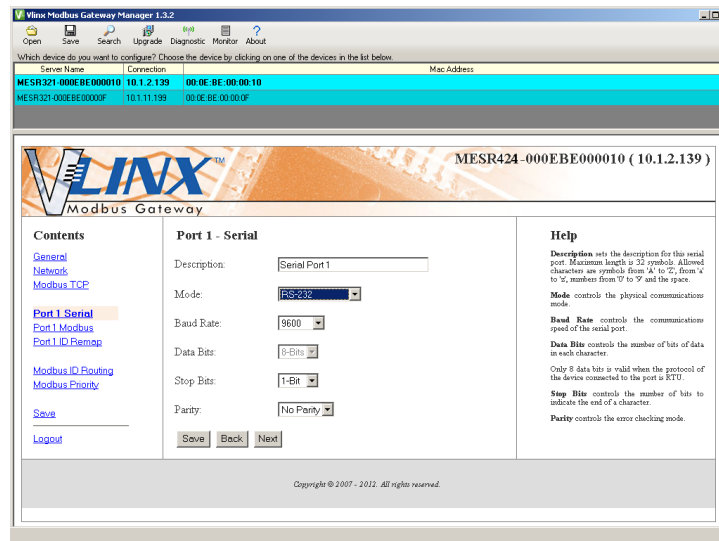 Vlinx Modbus Gateway Manager 1.3.2
Open Save Search Upgrade Diagnostic Monitor About
Which device do you want to configure? Choose the device by clicking on one of the devices in the list below.
Server Name Connection Mac Address
MESR321-000EBE000010 10.1.2.139 00:0E:BE:00:00:10
MESR321-000EBE00000F 10.1.11.199 00:0E:BE:00:00:0F
VLINX TM
Modbus Gateway
MESR424-000EBE000010 ( 10.1.2.139 )
Contents
General
Network
Modbus TCP
Port 1 Serial
Port 1 Modbus
Port 1 ID Remap
Modbus ID Routing
Modbus Priority
Save
Logout
Port 1 - Serial
Description: Serial Port 1
Mode: RS-232
Baud Rate: 9600
Data Bits: 8-Bits
Stop Bits: 1-Bit
Parity: No Parity
Save Back Next
Help
Description sets the description for this serial
port. Maximum length is 32 symbols. Allowed
characters are symbols from 'A' to 'Z', from 'a'
to 'z', numbers from '0' to '9' and the space.
Mode controls the physical communications
mode.
Baud Rate controls the communications
speed of the serial port.
Data Bits controls the number of bits of data
in each character.
Only 8 data bits is valid when the protocol of
the device connected to the port is RTU.
Stop Bits controls the number of bits to
indicate the end of a character.
Parity controls the error checking mode.
Copyright © 2007 - 2012. All rights reserved.